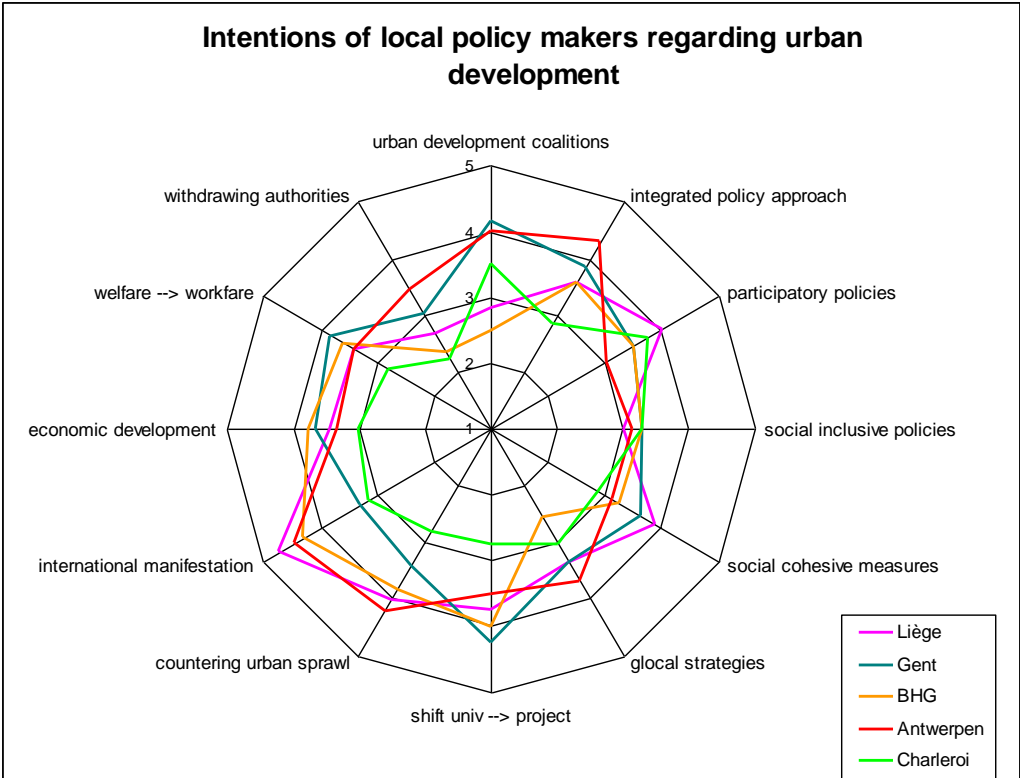 Intentions of local policy makers regarding urban
development
urban development coalitions
5
withdrawing authorities
integrated policy approach
4
welfare --> workfare
3
participatory policies
2
economic development
1
social inclusive policies
international manifestation
social cohesive measures
countering urban sprawl
glocal strategies
shift univ --> project
Liège
Gent
BHG
Antwerpen
Charleroi